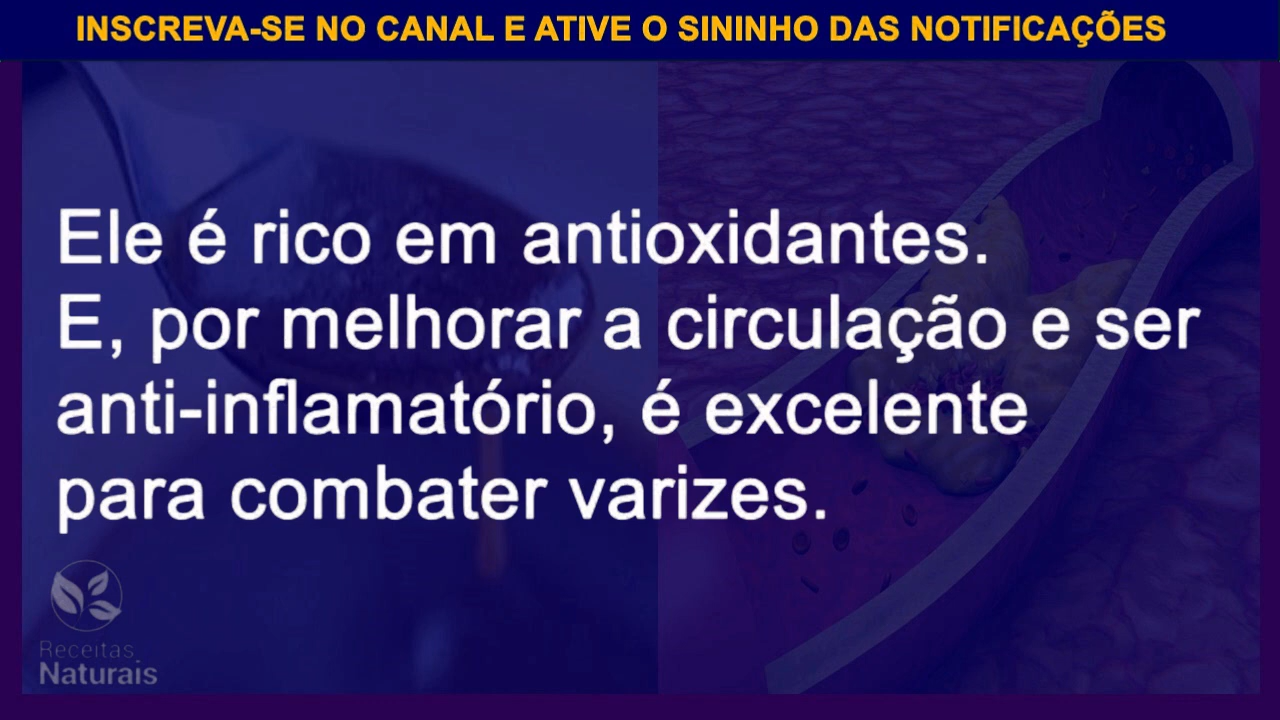 INSCREVA-SE NO CANAL E ATIVE O SININHO DAS NOTIFICAÇÕES
Ele é rico em antioxidantes.
E, por melhorar a circulação e ser
anti-inflamatório, é excelente
para combater varizes.
Receitas
Naturais